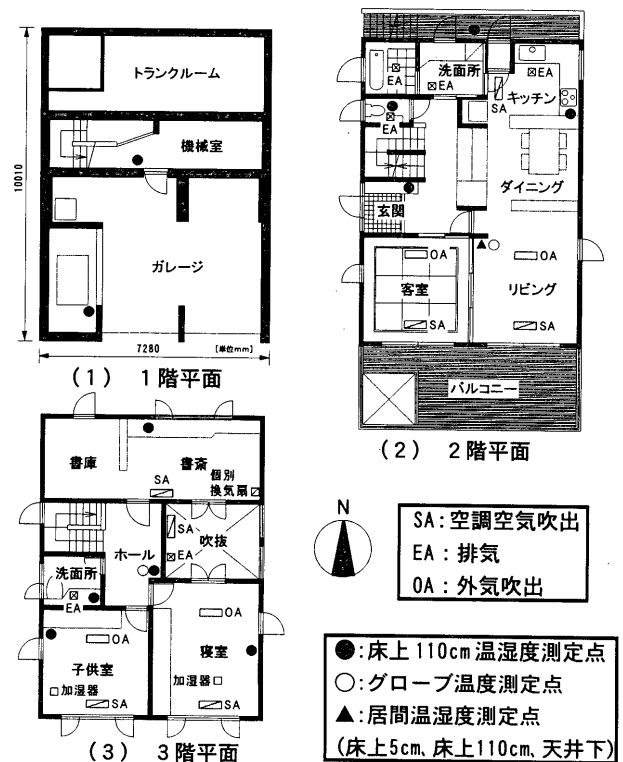 トランクルーム
機械室
10010
ガレージ
7280
[単位mm]
(1) 1階平面
洗面所
EA
EA
EA
SA
キッチン
EA
ダイニング
玄関
OA
OA
客室
リビング
SA
SA
バルコニー
(2) 2階平面
書庫
書斎
SA
個別
換気扇
SA
吹抜
ホール
EA
洗面所
EA
OA
OA
子供室
寝室
加湿器
加湿器
SA
SA
(3) 3階平面
N
SA:空調空気吹出
EA:排気
OA:外気吹出
●:床上110cm温湿度測定点
○:グローブ温度測定点
▲:居間温湿度測定点
(床上5cm、床上110cm、天井下)